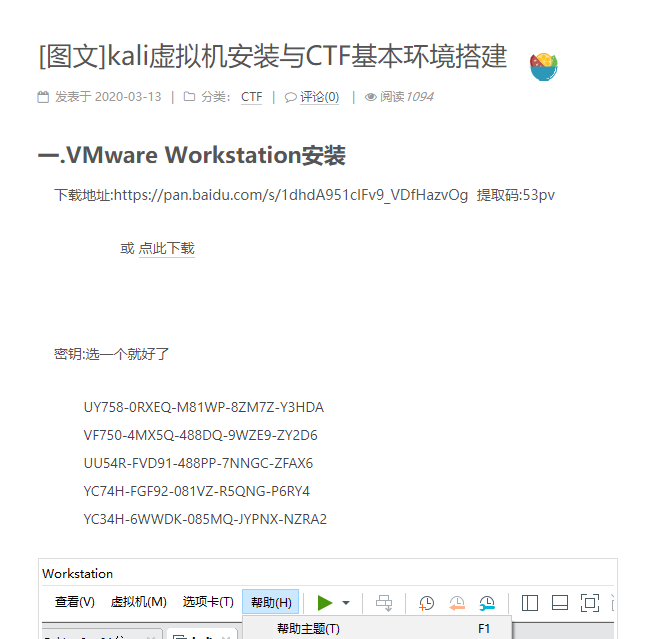 [图文]kali虚拟机安装与CTF基本环境搭建
发表于 2020-03-13 | 分类： CTF | 评论(0) | 阅读1094
一.VMware Workstation安装
下载地址:https://pan.baidu.com/s/1dhdA951clFv9_VDfHazvOg 提取码:53pv
或 点此下载
密钥:选一个就好了
UY758-0RXEQ-M81WP-8ZM7Z-Y3HDA
VF750-4MX5Q-488DQ-9WZE9-ZY2D6
UU54R-FVD91-488PP-7NNGC-ZFAX6
YC74H-FGF92-081VZ-R5QNG-P6RY4
YC34H-6WWDK-085MQ-JYPNX-NZRA2
Workstation
查看(V) 虚拟机(M) 选项卡(T) 帮助(H)
帮助主题(T) F1